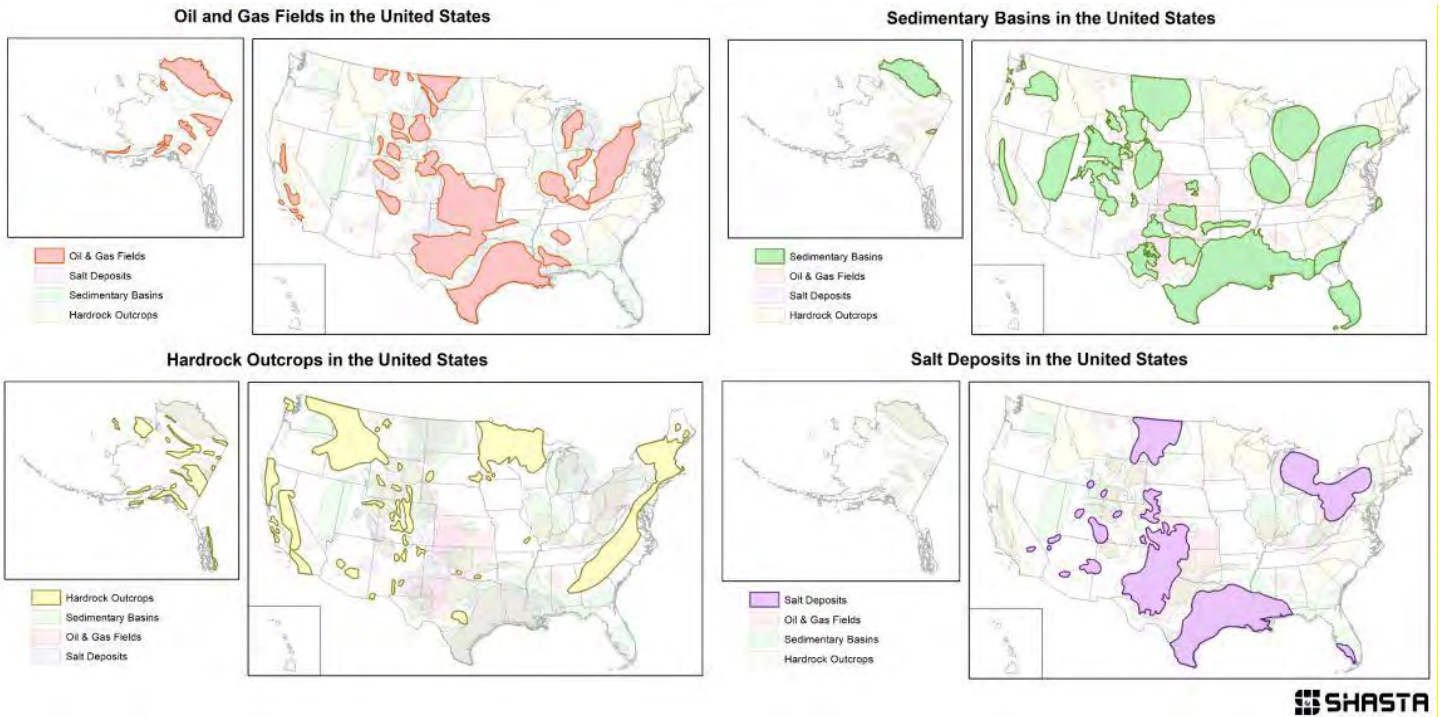 Oil and Gas Fields in the United States
Oil & Gas Fields
Salt Deposits
Sedimentary Basins
Hardrock Outcrops
Sedimentary Basins in the United States
Sedimentary Basins
Oil & Gas Fields
Salt Deposits
Hardrock Outcrops
Hardrock Outcrops in the United States
Hardrock Outcrops
Sedimentary Basins
Oil & Gas Fields
Salt Deposits
Salt Deposits in the United States
Salt Deposits
Oil & Gas Fields
Sedimentary Basins
Hardrock Outcrops
SHASTA